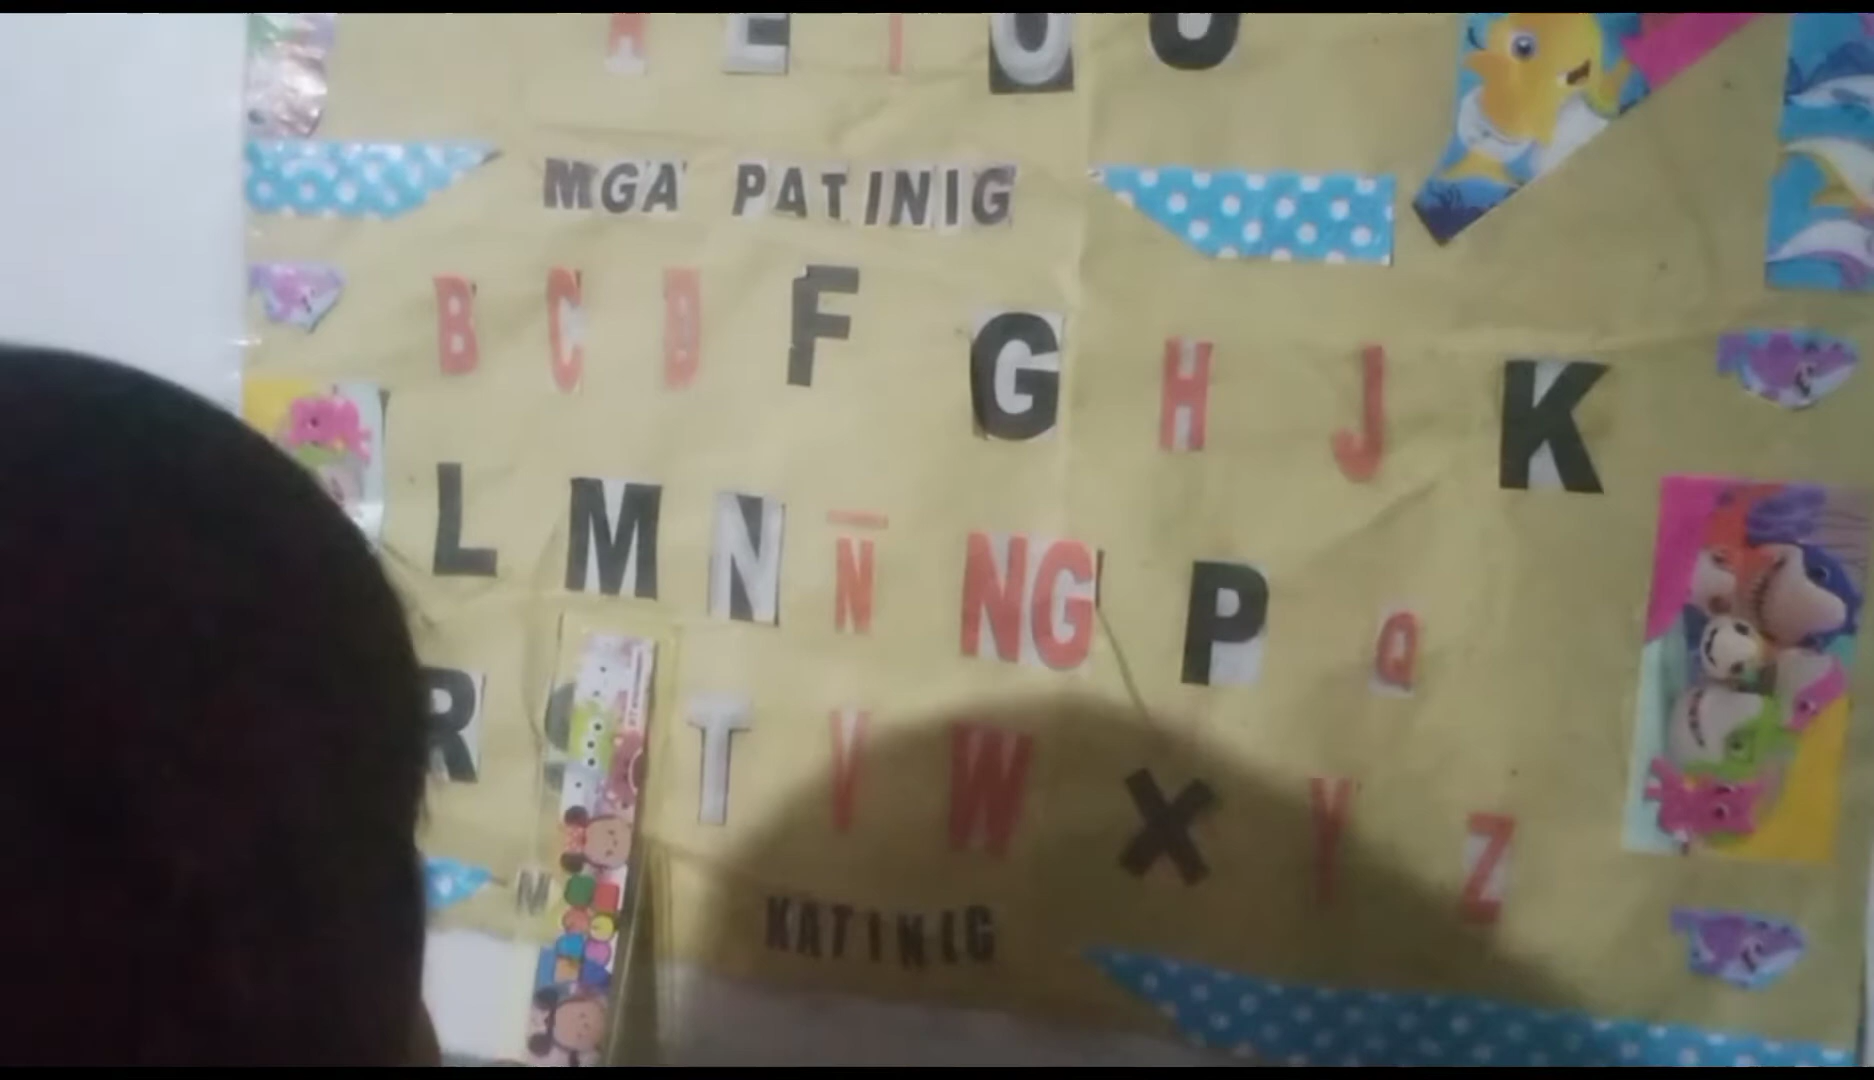 A E I O U
MGA PATINIG
B C D F G H J K
L M N Ñ NG P Q
R S T V W X Y Z
M KATINIG